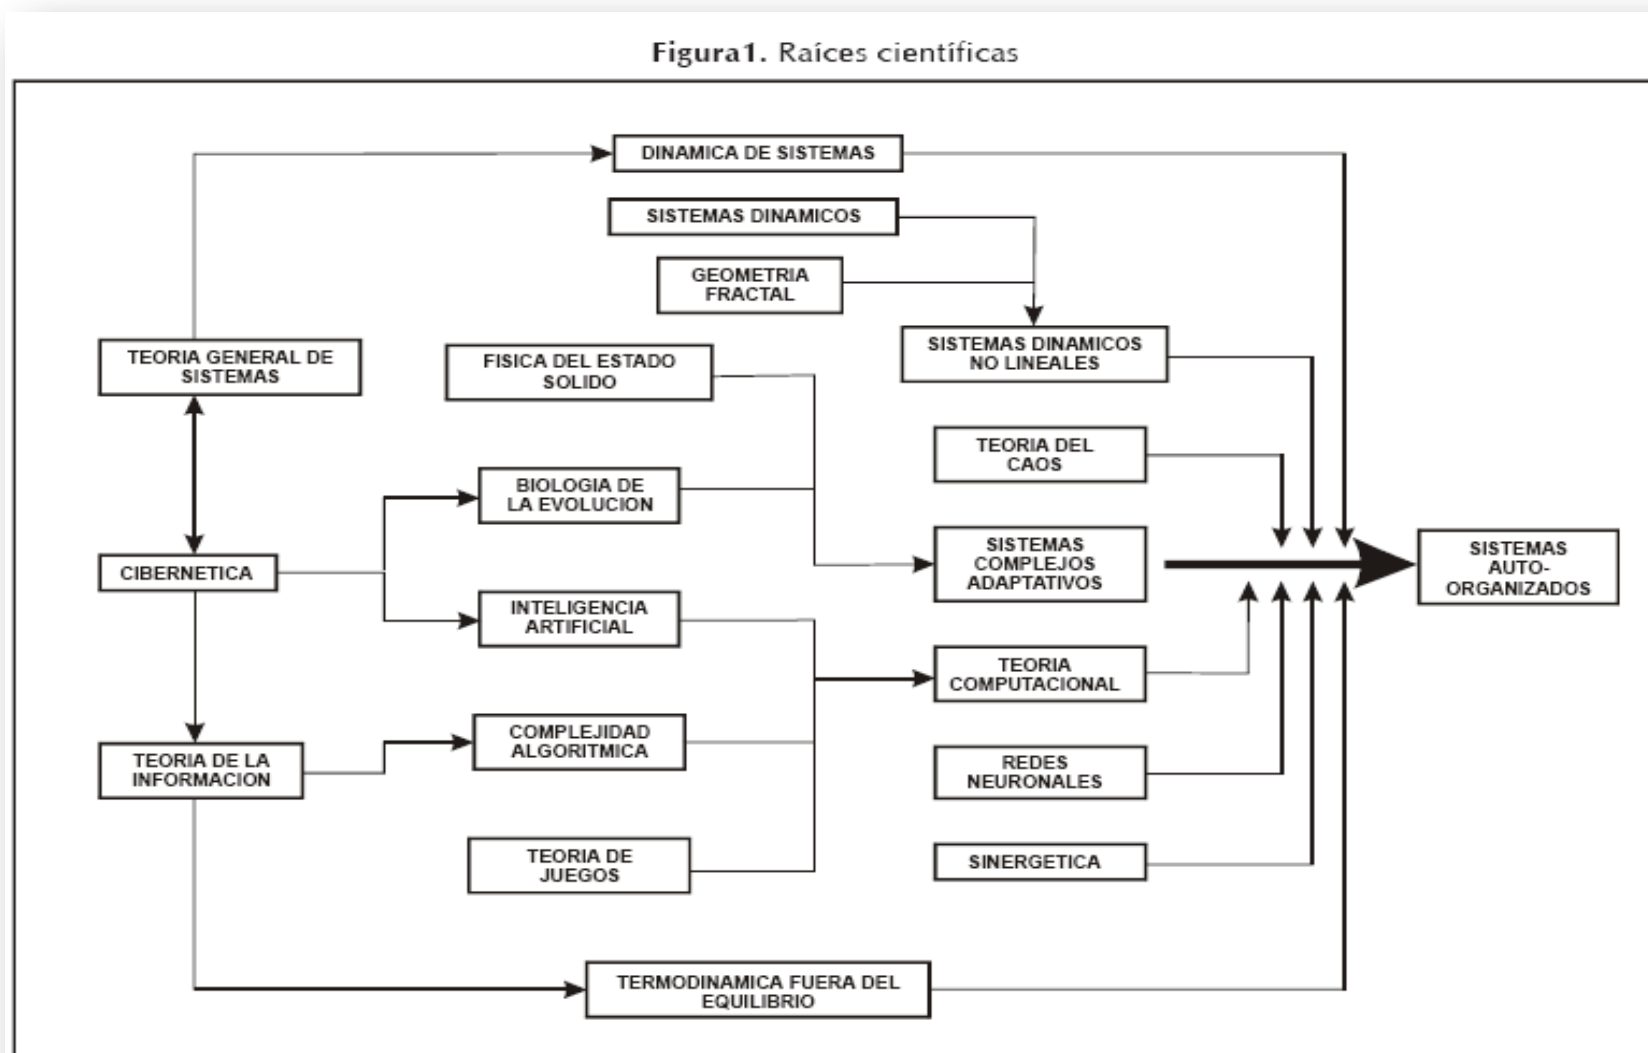 Figura1. Raíces científicas
DINAMICA DE SISTEMAS
SISTEMAS DINAMICOS
GEOMETRIA
FRACTAL
TEORIA GENERAL DE
SISTEMAS
FISICA DEL ESTADO
SOLIDO
SISTEMAS DINAMICOS
NO LINEALES
TEORIA DEL
CAOS
BIOLOGIA DE
LA EVOLUCION
CIBERNETICA
SISTEMAS
COMPLEJOS
ADAPTATIVOS
SISTEMAS
AUTO-
ORGANIZADOS
INTELIGENCIA
ARTIFICIAL
TEORIA
COMPUTACIONAL
COMPLEJIDAD
ALGORITMICA
TEORIA DE LA
INFORMACION
REDES
NEURONALES
TEORIA DE
JUEGOS
SINERGETICA
TERMODINAMICA FUERA DEL
EQUILIBRIO